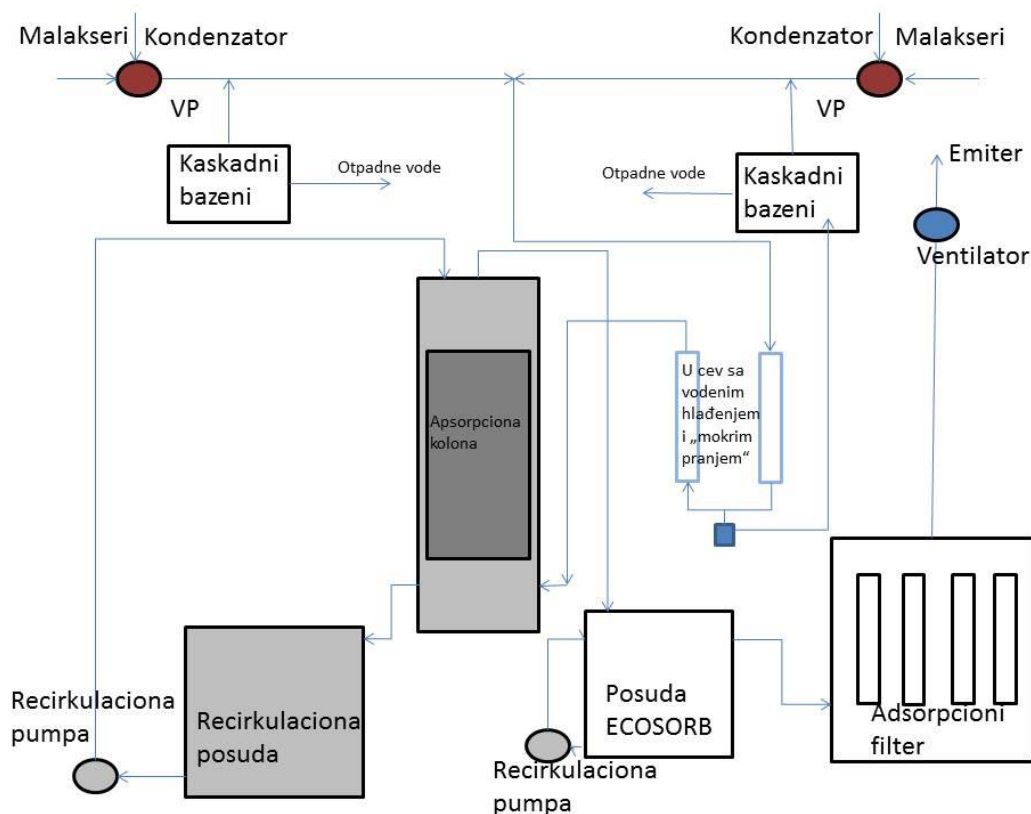 Malakseri
Kondenzator
Kondenzator
Malakseri
VP
VP
Kaskadni
bazeni
Otpadne vode
Otpadne vode
Kaskadni
bazeni
Emiter
Ventilator
Apsorpciona
kolona
U cev sa
vodenim
hlađenjem
i „mokrim
pranjem“
Recirkulaciona
pumpa
Recirkulaciona
posuda
Posuda
ECOSORB
Recirkulaciona
pumpa
Adsorpcioni
filter